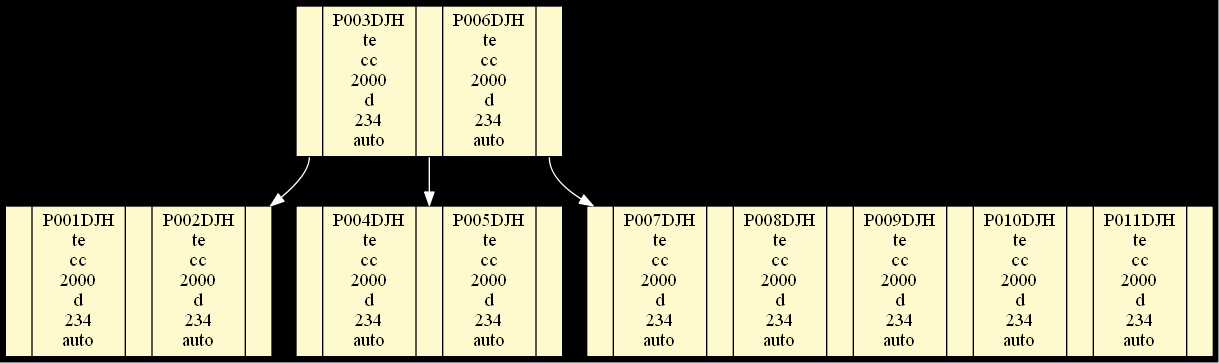 P003DJH P006DJH
te te
cc cc
2000 2000
d d
234 234
auto auto
P001DJH P002DJH P004DJH P005DJH P007DJH P008DJH P009DJH P010DJH P011DJH
te te te te te te te te te
cc cc cc cc cc cc cc cc cc
2000 2000 2000 2000 2000 2000 2000 2000 2000
d d d d d d d d d
234 234 234 234 234 234 234 234 234
auto auto auto auto auto auto auto auto auto